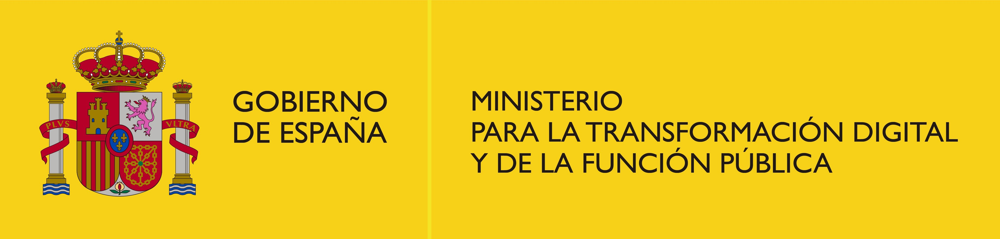 PLVS
VLTRA
GOBIERNO
DE ESPAÑA
MINISTERIO
PARA LA TRANSFORMACIÓN DIGITAL
Y DE LA FUNCIÓN PÚBLICA